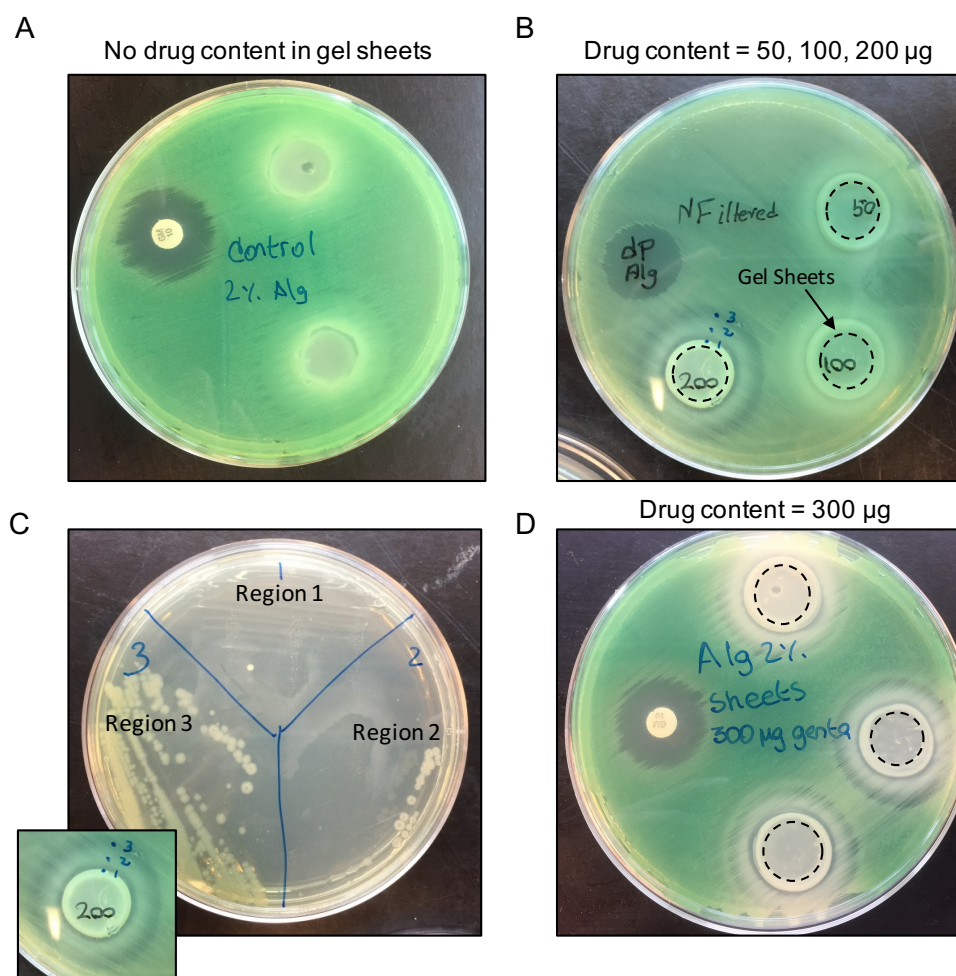 A
No drug content in gel sheets
control
2% Alg
B
Drug content = 50, 100, 200 µg
NFiltered
50
dP
Alg
Gel Sheets
3
2
1
200
100
C
1
Region 1
3
2
Region 3
Region 2
3
2
1
200
D
Drug content = 300 µg
Alg 2%
Sheets
300 µg genta